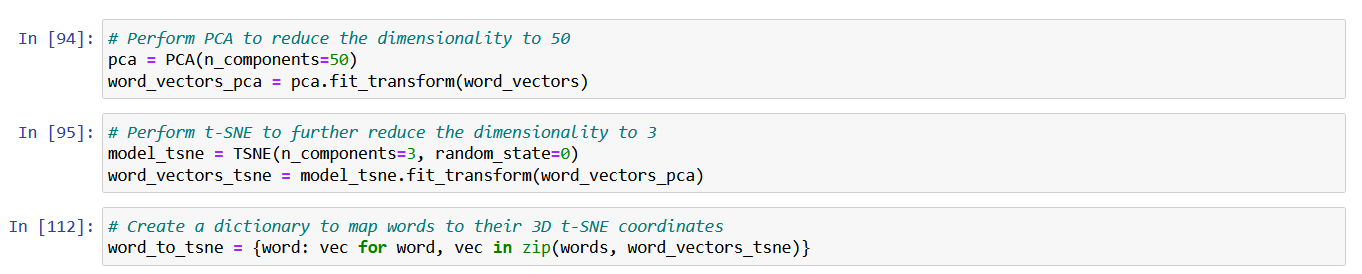 In [94]: # Perform PCA to reduce the dimensionality to 50
pca = PCA(n_components=50)
word_vectors_pca = pca.fit_transform(word_vectors)
In [95]: # Perform t-SNE to further reduce the dimensionality to 3
model_tsne = TSNE(n_components=3, random_state=0)
word_vectors_tsne = model_tsne.fit_transform(word_vectors_pca)
In [112]: # Create a dictionary to map words to their 3D t-SNE coordinates
word_to_tsne = {word: vec for word, vec in zip(words, word_vectors_tsne)}